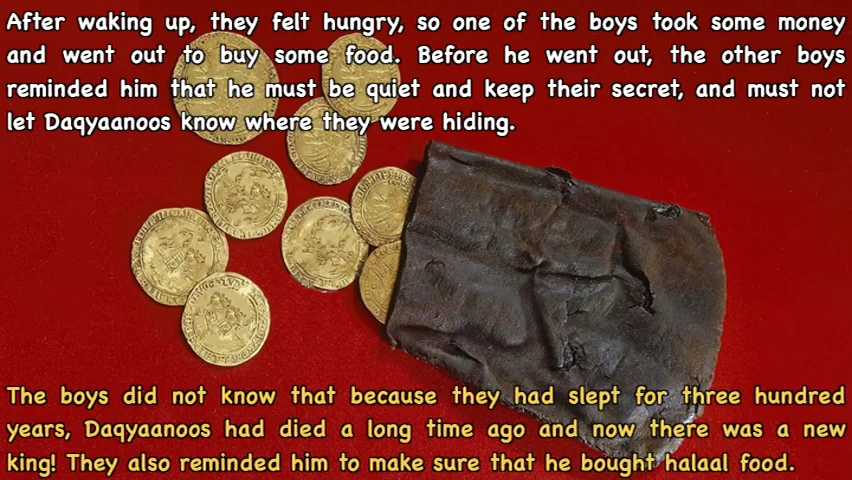 After waking up, they felt hungry, so one of the boys took some money
and went out to buy some food. Before he went out, the other boys
reminded him that he must be quiet and keep their secret, and must not
let Daqyaanoos know where they were hiding.
The boys did not know that because they had slept for three hundred
years, Daqyaanoos had died a long time ago and now there was a new
king! They also reminded him to make sure that he bought halaal food.